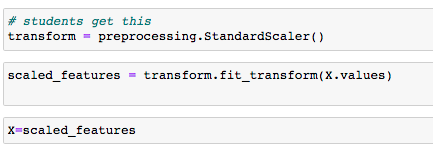 # students get this
transform = preprocessing.StandardScaler()
scaled_features = transform.fit_transform(X.values)
X=scaled_features